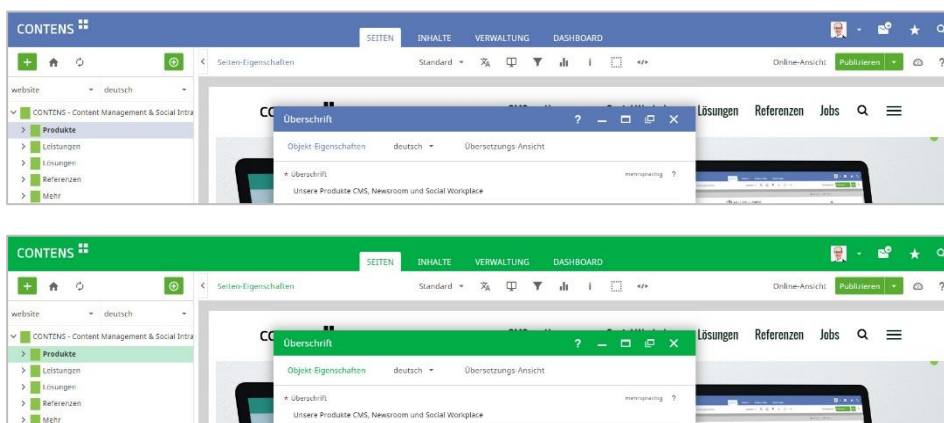 CONTENS
SEITEN INHALTE VERWALTUNG DASHBOARD
Seiten-Eigenschaften Standard Online-Ansicht Publizieren ?
website deutsch
CONTENS - Content Management & Social Intra
Produkte
Leistungen
Lösungen
Referenzen
Mehr
Lösungen Referenzen Jobs
Überschrift ?
Objekt-Eigenschaften deutsch Übersetzungs-Ansicht
* Überschrift mehrsprachig ?
Unsere Produkte CMS, Newsroom und Social Workplace
CONTENS
SEITEN INHALTE VERWALTUNG DASHBOARD
Seiten-Eigenschaften Standard Online-Ansicht Publizieren ?
website deutsch
CONTENS - Content Management & Social Intra
Produkte
Leistungen
Lösungen
Referenzen
Mehr
Lösungen Referenzen Jobs
Überschrift ?
Objekt-Eigenschaften deutsch Übersetzungs-Ansicht
* Überschrift mehrsprachig ?
Unsere Produkte CMS, Newsroom und Social Workplace